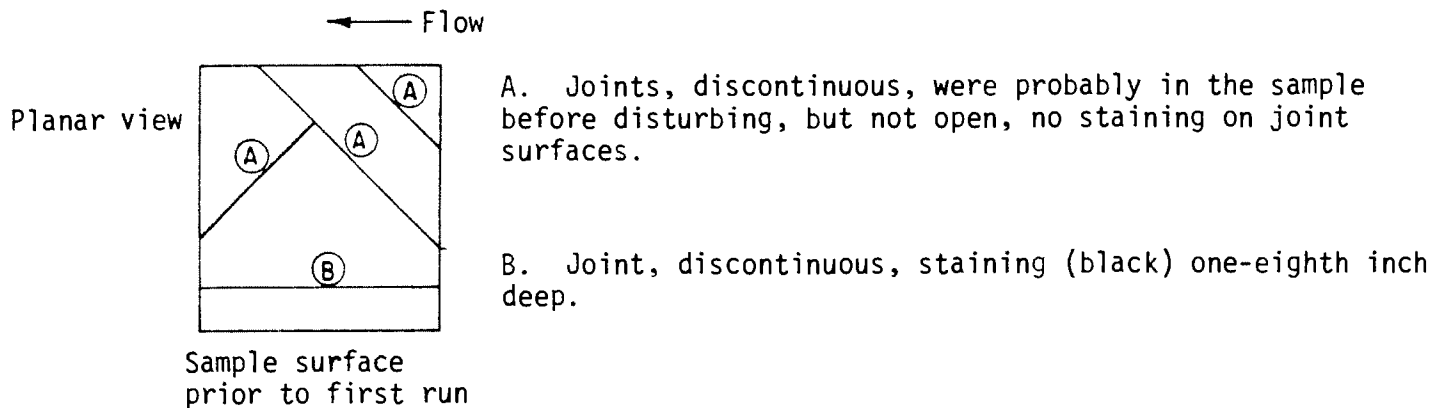 Flow
Planar view
A
A
A
B
A. Joints, discontinuous, were probably in the sample
before disturbing, but not open, no staining on joint
surfaces.
B. Joint, discontinuous, staining (black) one-eighth inch
deep.
Sample surface
prior to first run